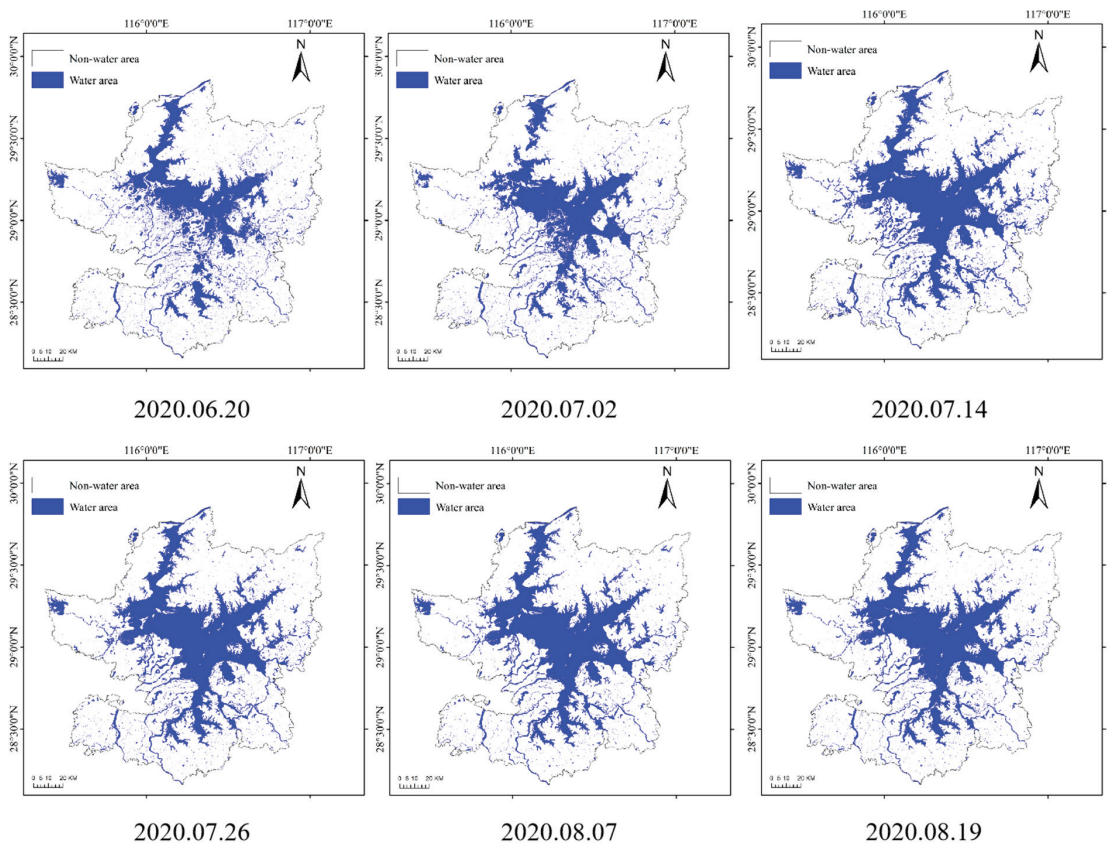 116°0'0"E 117°0'0"E
30°0'0"N
29°30'0"N
29°0'0"N
28°30'0"N
Non-water area
Water area
N
0 5 10 20 KM
2020.06.20
116°0'0"E 117°0'0"E
30°0'0"N
29°30'0"N
29°0'0"N
28°30'0"N
Non-water area
Water area
N
0 5 10 20 KM
2020.07.02
116°0'0"E 117°0'0"E
30°0'0"N
29°30'0"N
29°0'0"N
28°30'0"N
Non-water area
Water area
N
0 5 10 20 KM
2020.07.14
116°0'0"E 117°0'0"E
30°0'0"N
29°30'0"N
29°0'0"N
28°30'0"N
Non-water area
Water area
N
0 5 10 20 KM
2020.07.26
116°0'0"E 117°0'0"E
30°0'0"N
29°30'0"N
29°0'0"N
28°30'0"N
Non-water area
Water area
N
0 5 10 20 KM
2020.08.07
116°0'0"E 117°0'0"E
30°0'0"N
29°30'0"N
29°0'0"N
28°30'0"N
Non-water area
Water area
N
0 5 10 20 KM
2020.08.19